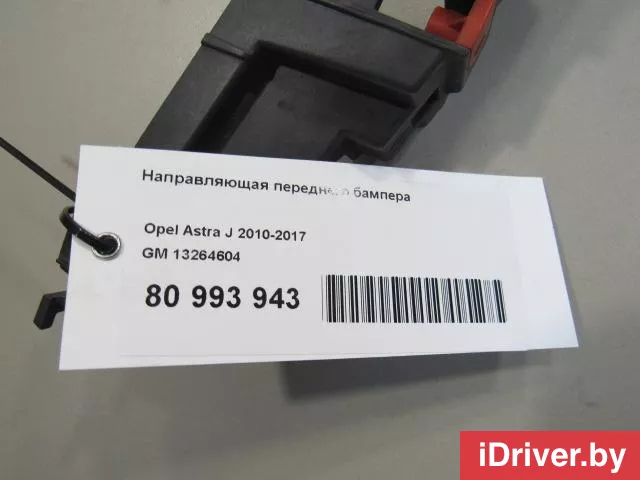 Направляющая переднего бампера
Opel Astra J 2010-2017
GM 13264604
80 993 943
iDriver.by